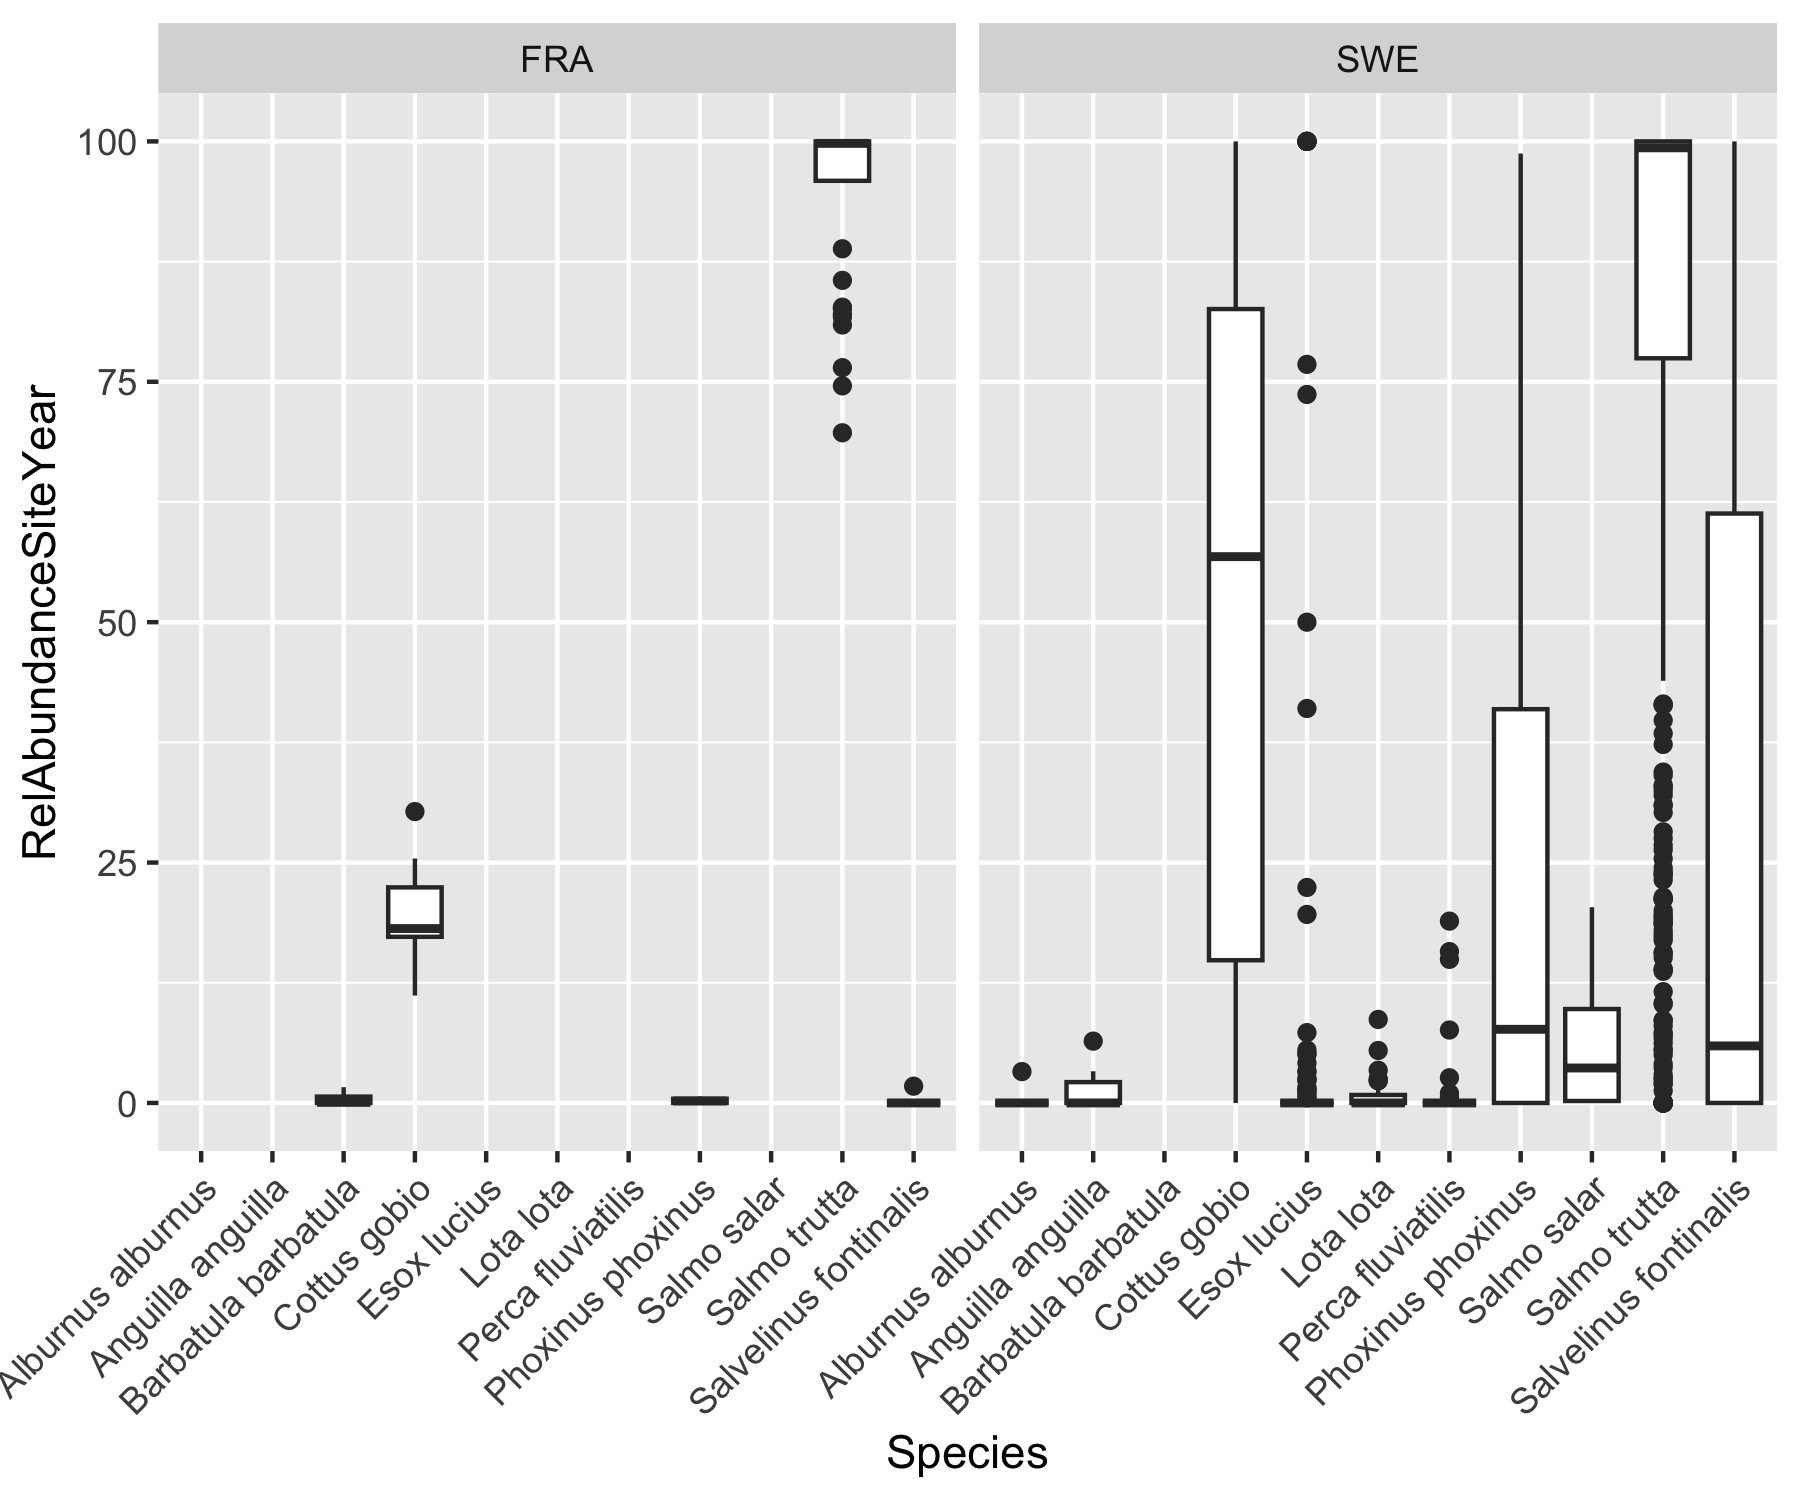 FRA
SWE
RelAbundanceSiteYear
100
75
50
25
0
Alburnus alburnus
Anguilla anguilla
Barbatula barbatula
Cottus gobio
Esox lucius
Lota lota
Perca fluviatilis
Phoxinus phoxinus
Salmo salar
Salmo trutta
Salvelinus fontinalis
Alburnus alburnus
Anguilla anguilla
Barbatula barbatula
Cottus gobio
Esox lucius
Lota lota
Perca fluviatilis
Phoxinus phoxinus
Salmo salar
Salmo trutta
Salvelinus fontinalis
Species